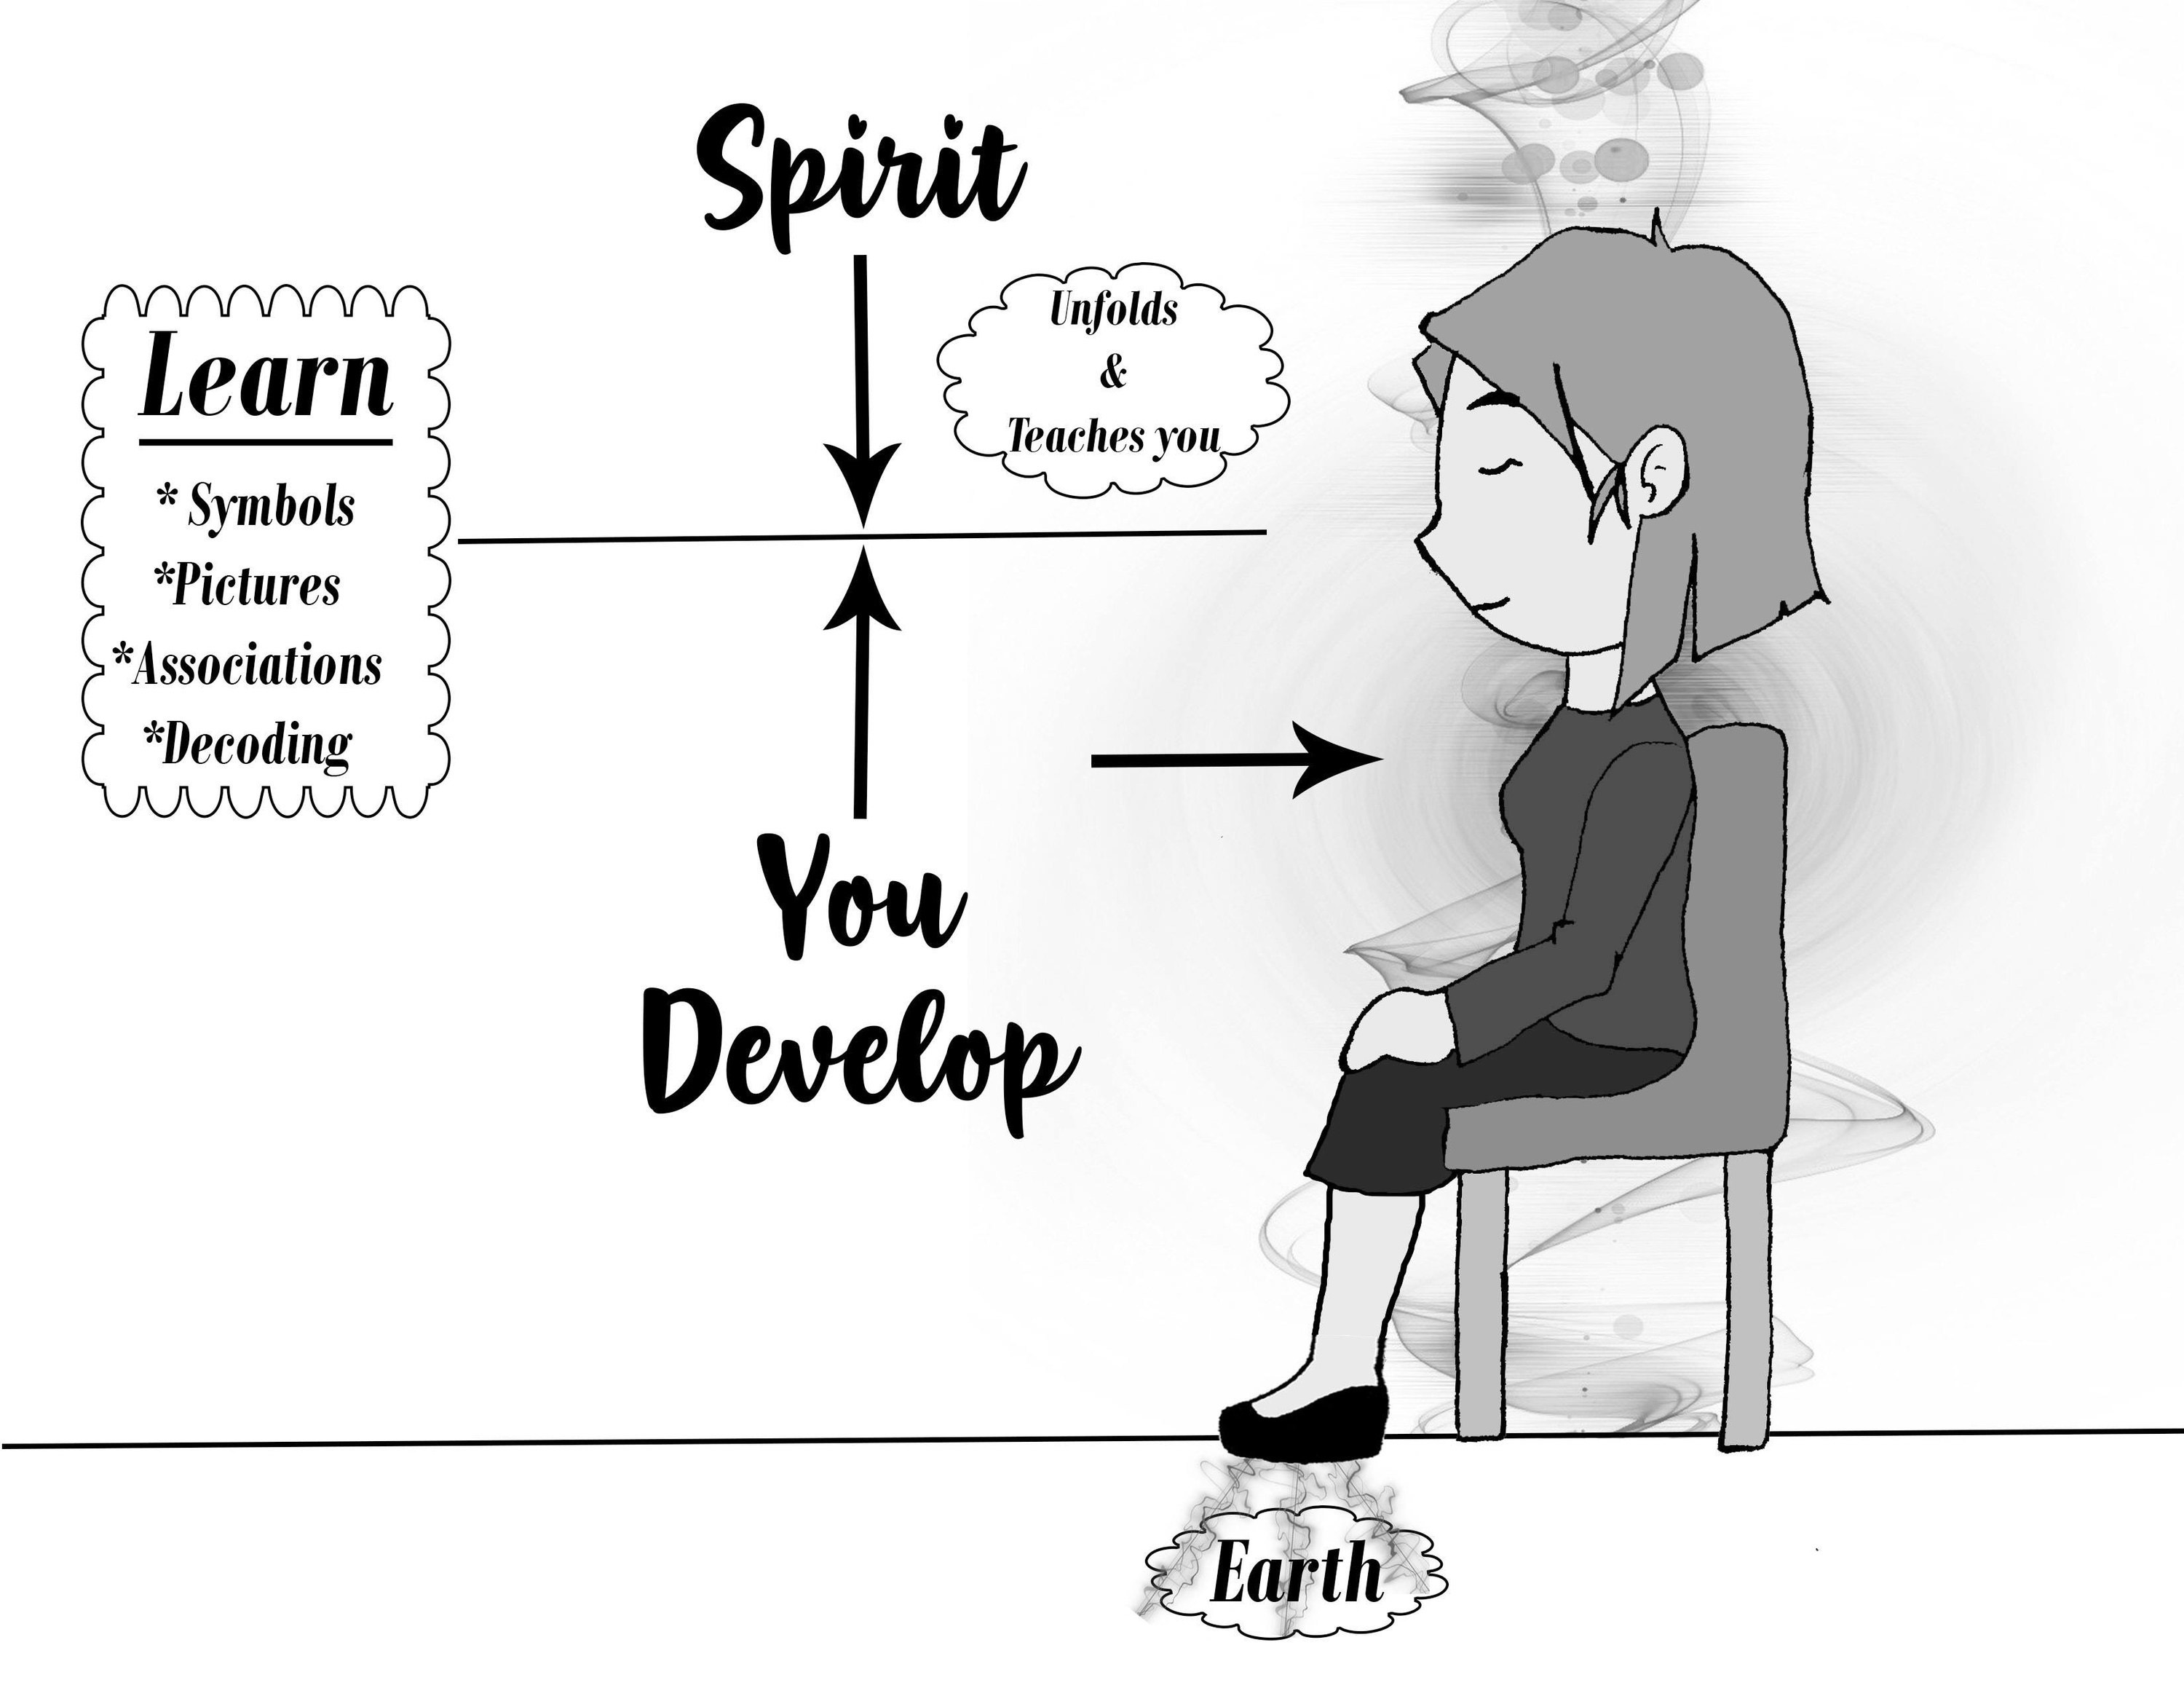 Spirit
Unfolds
&
Teaches you
Learn
* Symbols
*Pictures
*Associations
*Decoding
You
Develop
Earth